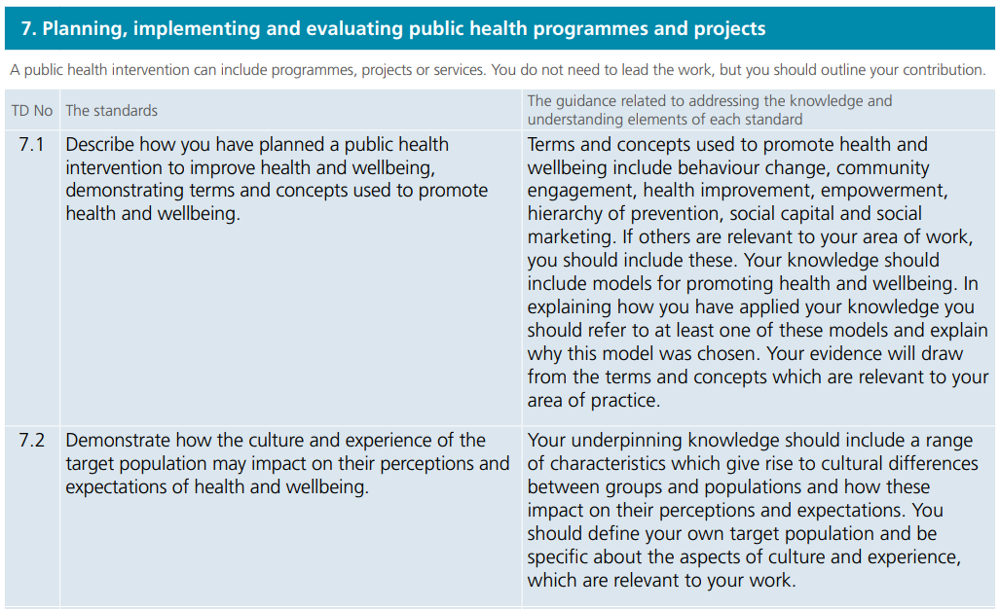 7. Planning, implementing and evaluating public health programmes and projects
A public health intervention can include programmes, projects or services. You do not need to lead the work, but you should outline your contribution.
TD No
The standards
The guidance related to addressing the knowledge and
understanding elements of each standard
7.1
Describe how you have planned a public health
intervention to improve health and wellbeing,
demonstrating terms and concepts used to promote
health and wellbeing.
Terms and concepts used to promote health and
wellbeing include behaviour change, community
engagement, health improvement, empowerment,
hierarchy of prevention, social capital and social
marketing. If others are relevant to your area of work,
you should include these. Your knowledge should
include models for promoting health and wellbeing. In
explaining how you have applied your knowledge you
should refer to at least one of these models and explain
why this model was chosen. Your evidence will draw
from the terms and concepts which are relevant to your
area of practice.
7.2
Demonstrate how the culture and experience of the
target population may impact on their perceptions and
expectations of health and wellbeing.
Your underpinning knowledge should include a range
of characteristics which give rise to cultural differences
between groups and populations and how these
impact on their perceptions and expectations. You
should define your own target population and be
specific about the aspects of culture and experience,
which are relevant to your work.